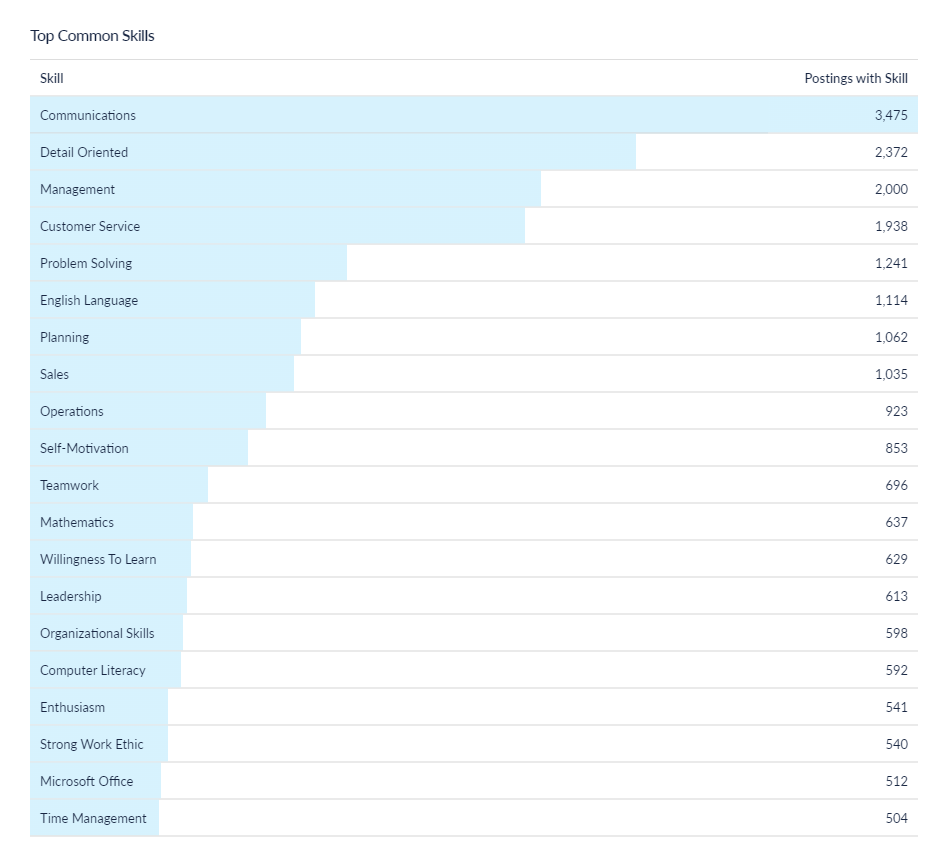 Top Common Skills
Skill Postings with Skill
Communications 3,475
Detail Oriented 2,372
Management 2,000
Customer Service 1,938
Problem Solving 1,241
English Language 1,114
Planning 1,062
Sales 1,035
Operations 923
Self-Motivation 853
Teamwork 696
Mathematics 637
Willingness To Learn 629
Leadership 613
Organizational Skills 598
Computer Literacy 592
Enthusiasm 541
Strong Work Ethic 540
Microsoft Office 512
Time Management 504